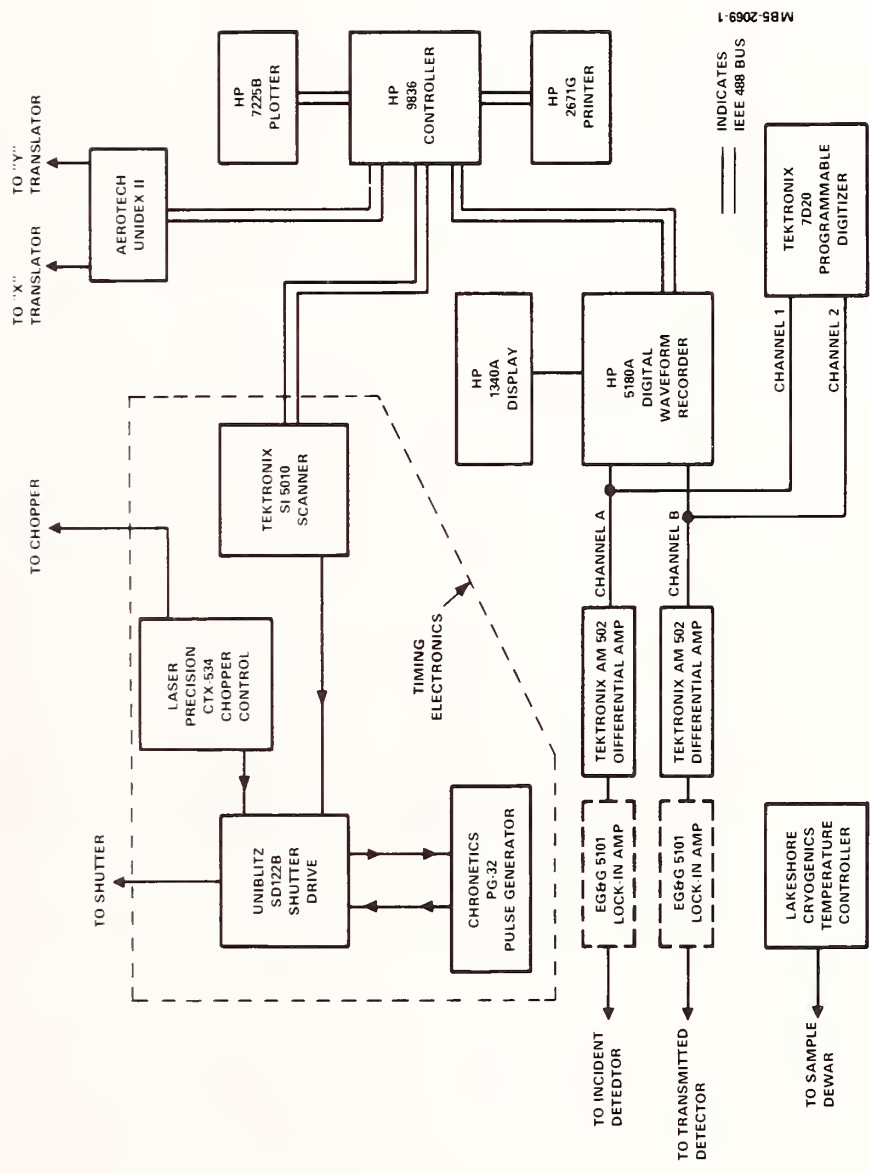 TO SHUTTER
TO CHOPPER
TO "X"
TRANSLATOR
TO "Y"
TRANSLATOR
UNIBLITZ
SD122B
SHUTTER
DRIVE
LASER
PRECISION
CTX-534
CHOPPER
CONTROL
TEKTRONIX
SI 5010
SCANNER
AEROTECH
UNIDEX II
HP
7225B
PLOTTER
HP
9836
CONTROLLER
HP
2671G
PRINTER
CHRONETICS
PG-32
PULSE GENERATOR
TIMING
ELECTRONICS
HP
1340A
DISPLAY
HP
5180A
DIGITAL
WAVEFORM
RECORDER
TO INCIDENT
DETEDTOR
EG&G 5101
LOCK-IN AMP
TEKTRONIX AM 502
OIFFERENTIAL AMP
CHANNEL A
TO TRANSMITTED
DETECTOR
EG&G 5101
LOCK-IN AMP
TEKTRONIX AM 502
DIFFERENTIAL AMP
CHANNEL B
CHANNEL 1
CHANNEL 2
TEKTRONIX
7D20
PROGRAMMABLE
DIGITIZER
TO SAMPLE
DEWAR
LAKESHORE
CRYOGENICS
TEMPERATURE
CONTROLLER
INDICATES
IEEE 488 BUS
MB5-2069-1